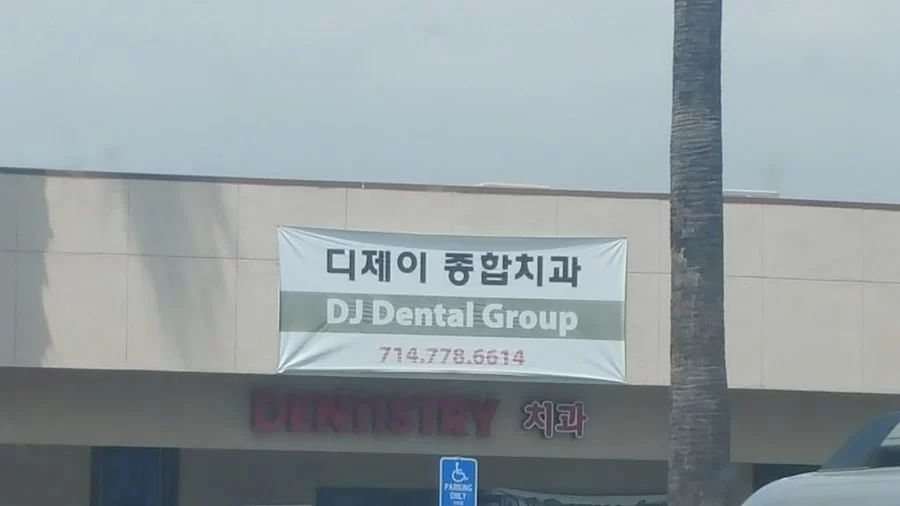 디제이 종합치과
DJ Dental Group
714.778.6614
DENTISTRY 치과
PARKING
ONLY